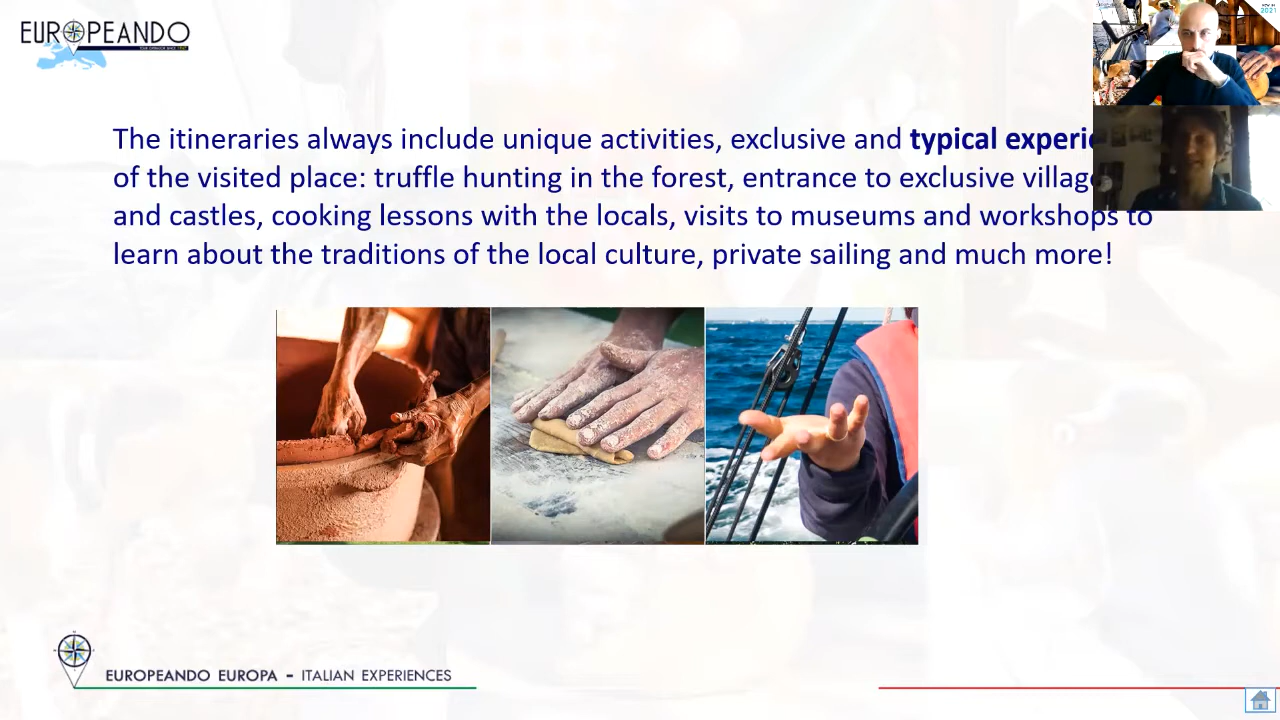 EUROPEANDO
The itineraries always include unique activities, exclusive and typical
of the visited place: truffle hunting in the forest, entrance to exclusive
and castles, cooking lessons with the locals, visits to museums and workshops to
learn about the traditions of the local culture, private sailing and much more!
EUROPEANDO EUROPA - ITALIAN EXPERIENCES
2021